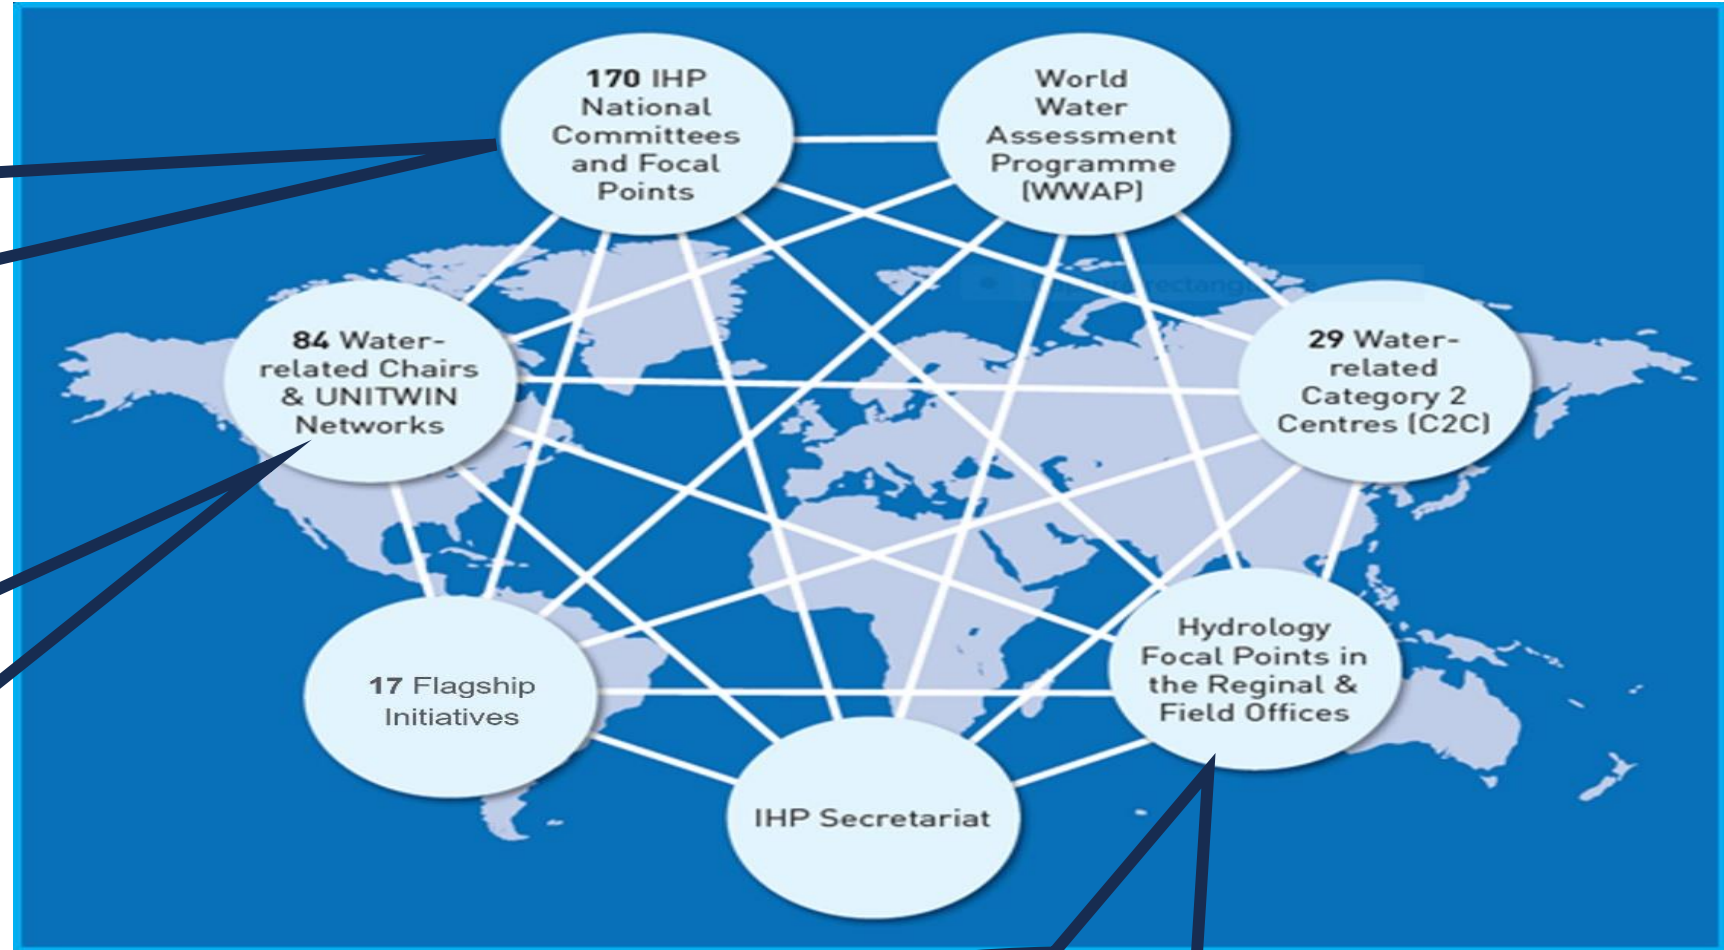 170 IHP
National
Committees
and Focal
Points
World
Water
Assessment
Programme
(WWAP)
84 Water-
related Chairs
& UNITWIN
Networks
29 Water-
related
Category 2
Centres (C2C)
17 Flagship
Initiatives
Hydrology
Focal Points in
the Reginal &
Field Offices
IHP Secretariat